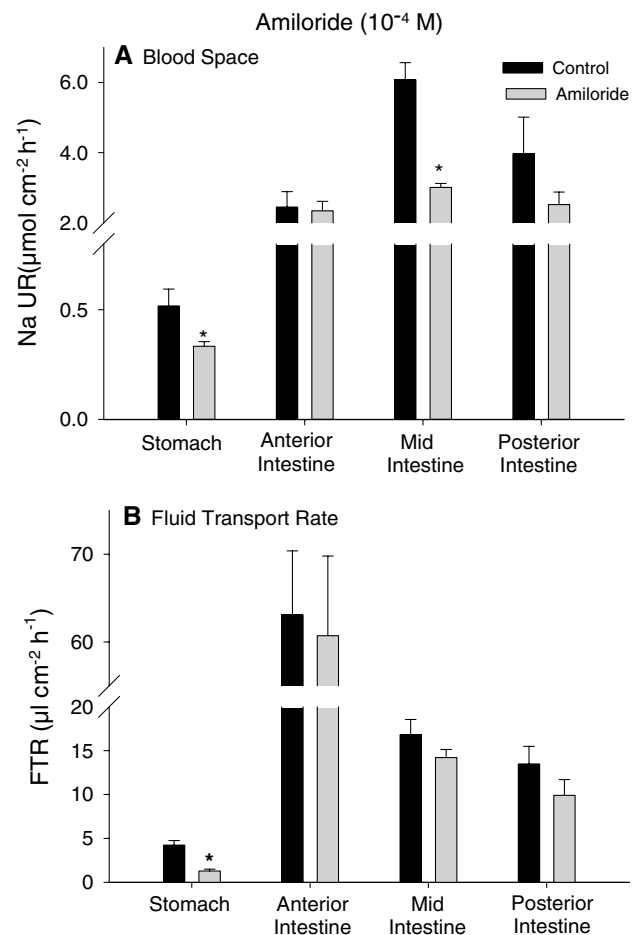 Amiloride (10⁻⁴ M)
A Blood Space
Control
Amiloride
Na UR(μmol cm⁻² h⁻¹)
6.0
4.0
2.0
0.5
0.0
*
*
Stomach
Anterior
Intestine
Mid
Intestine
Posterior
Intestine
B Fluid Transport Rate
FTR (μl cm⁻² h⁻¹)
70
60
20
15
10
5
0
*
Stomach
Anterior
Intestine
Mid
Intestine
Posterior
Intestine